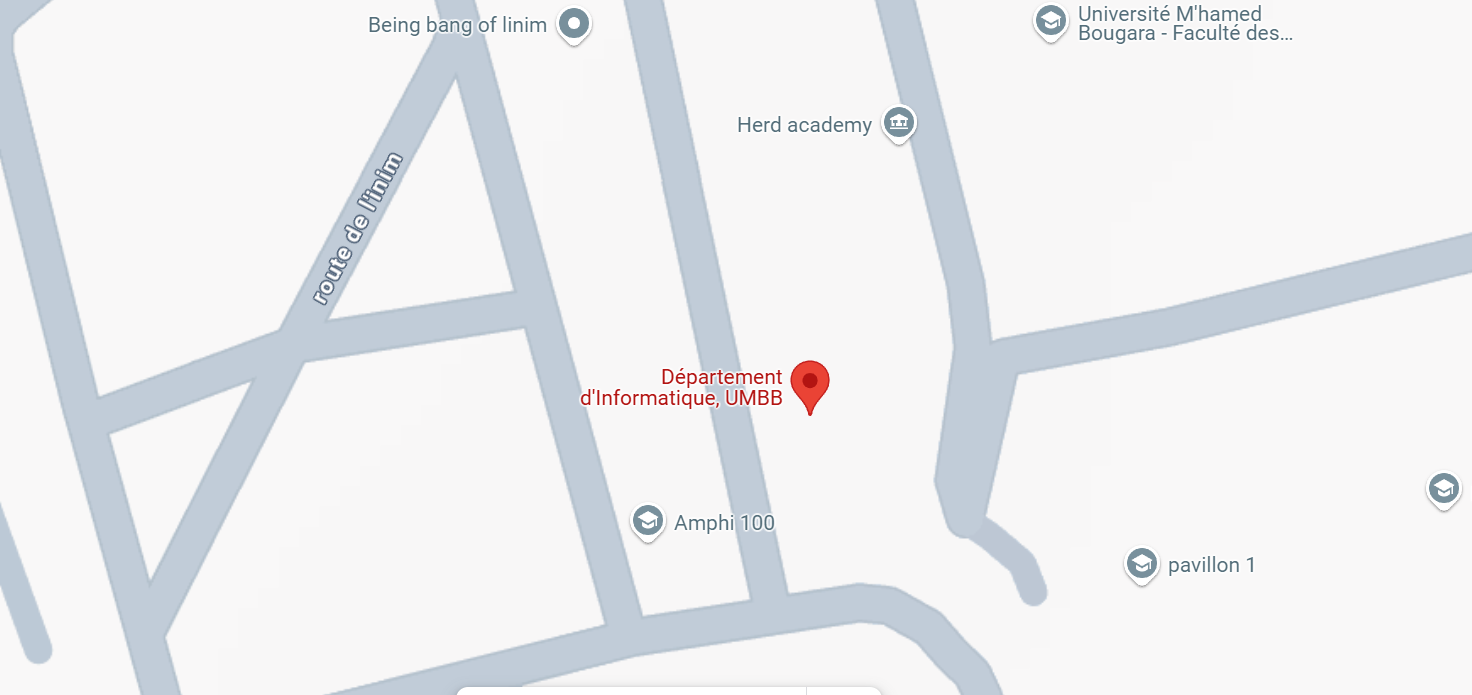 Being bang of linim
Université M'hamed
Bougara - Faculté des...
Herd academy
route de l'inim
Département
d'Informatique, UMBB
Amphi 100
pavillon 1